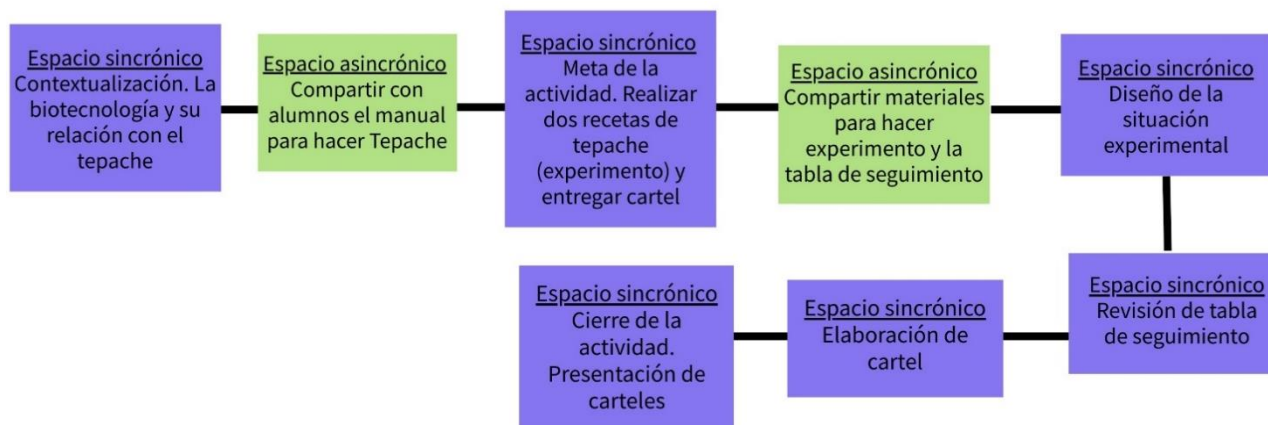 Espacio sincrónico
Contextualización. La
biotecnología y su
relación con el
tepache
Espacio asincrónico
Compartir con
alumnos el manual
para hacer Tepache
Espacio sincrónico
Meta de la
actividad. Realizar
dos recetas de
tepache
(experimento) y
entregar cartel
Espacio asincrónico
Compartir materiales
para hacer
experimento y la
tabla de seguimiento
Espacio sincrónico
Diseño de la
situación
experimental
Espacio sincrónico
Revisión de tabla
de seguimiento
Espacio sincrónico
Elaboración de
cartel
Espacio sincrónico
Cierre de la
actividad.
Presentación de
carteles